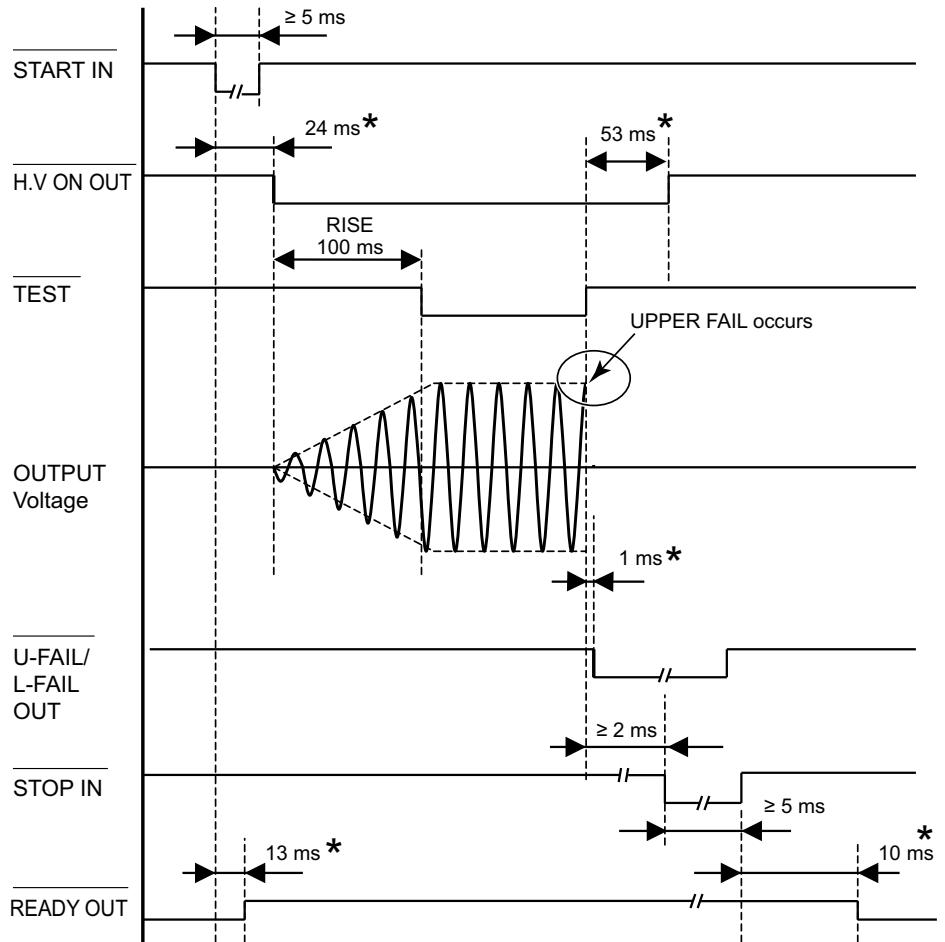 ≥ 5 ms
START IN
24 ms*
53 ms*
H.V ON OUT
RISE
100 ms
TEST
UPPER FAIL occurs
OUTPUT
Voltage
1 ms*
U-FAIL/
L-FAIL
OUT
≥ 2 ms
STOP IN
≥ 5 ms
13 ms*
10 ms*
READY OUT